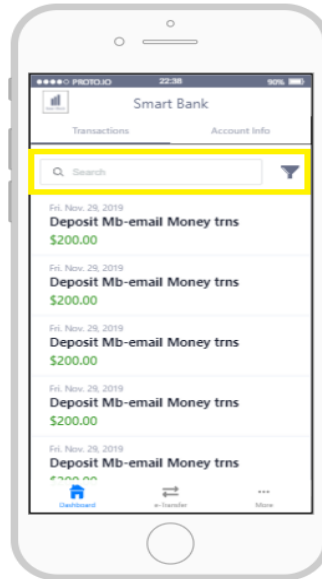 PROTO.IO 22:38 90%
Smart Bank
Transactions Account Info
Search
Fri. Nov. 29, 2019
Deposit Mb-email Money trns
$200.00
Fri. Nov. 29, 2019
Deposit Mb-email Money trns
$200.00
Fri. Nov. 29, 2019
Deposit Mb-email Money trns
$200.00
Fri. Nov. 29, 2019
Deposit Mb-email Money trns
$200.00
Fri. Nov. 29, 2019
Deposit Mb-email Money trns
$200.00
Dashboard e-Transfer More